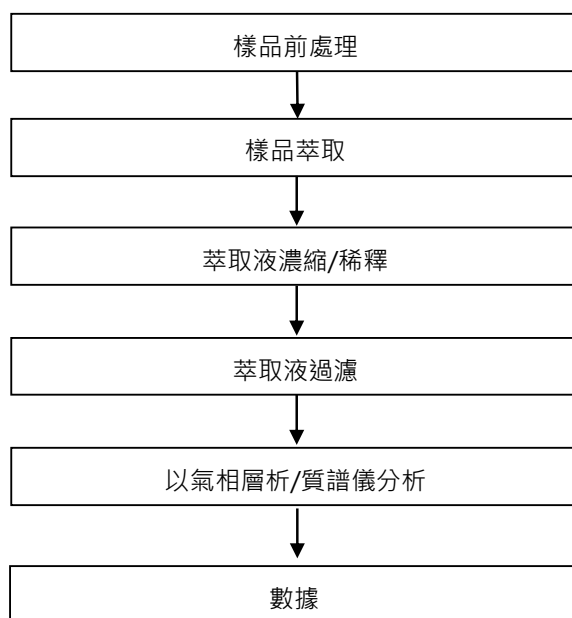 樣品前處理
樣品萃取
萃取液濃縮/稀釋
萃取液過濾
以氣相層析/質譜儀分析
數據